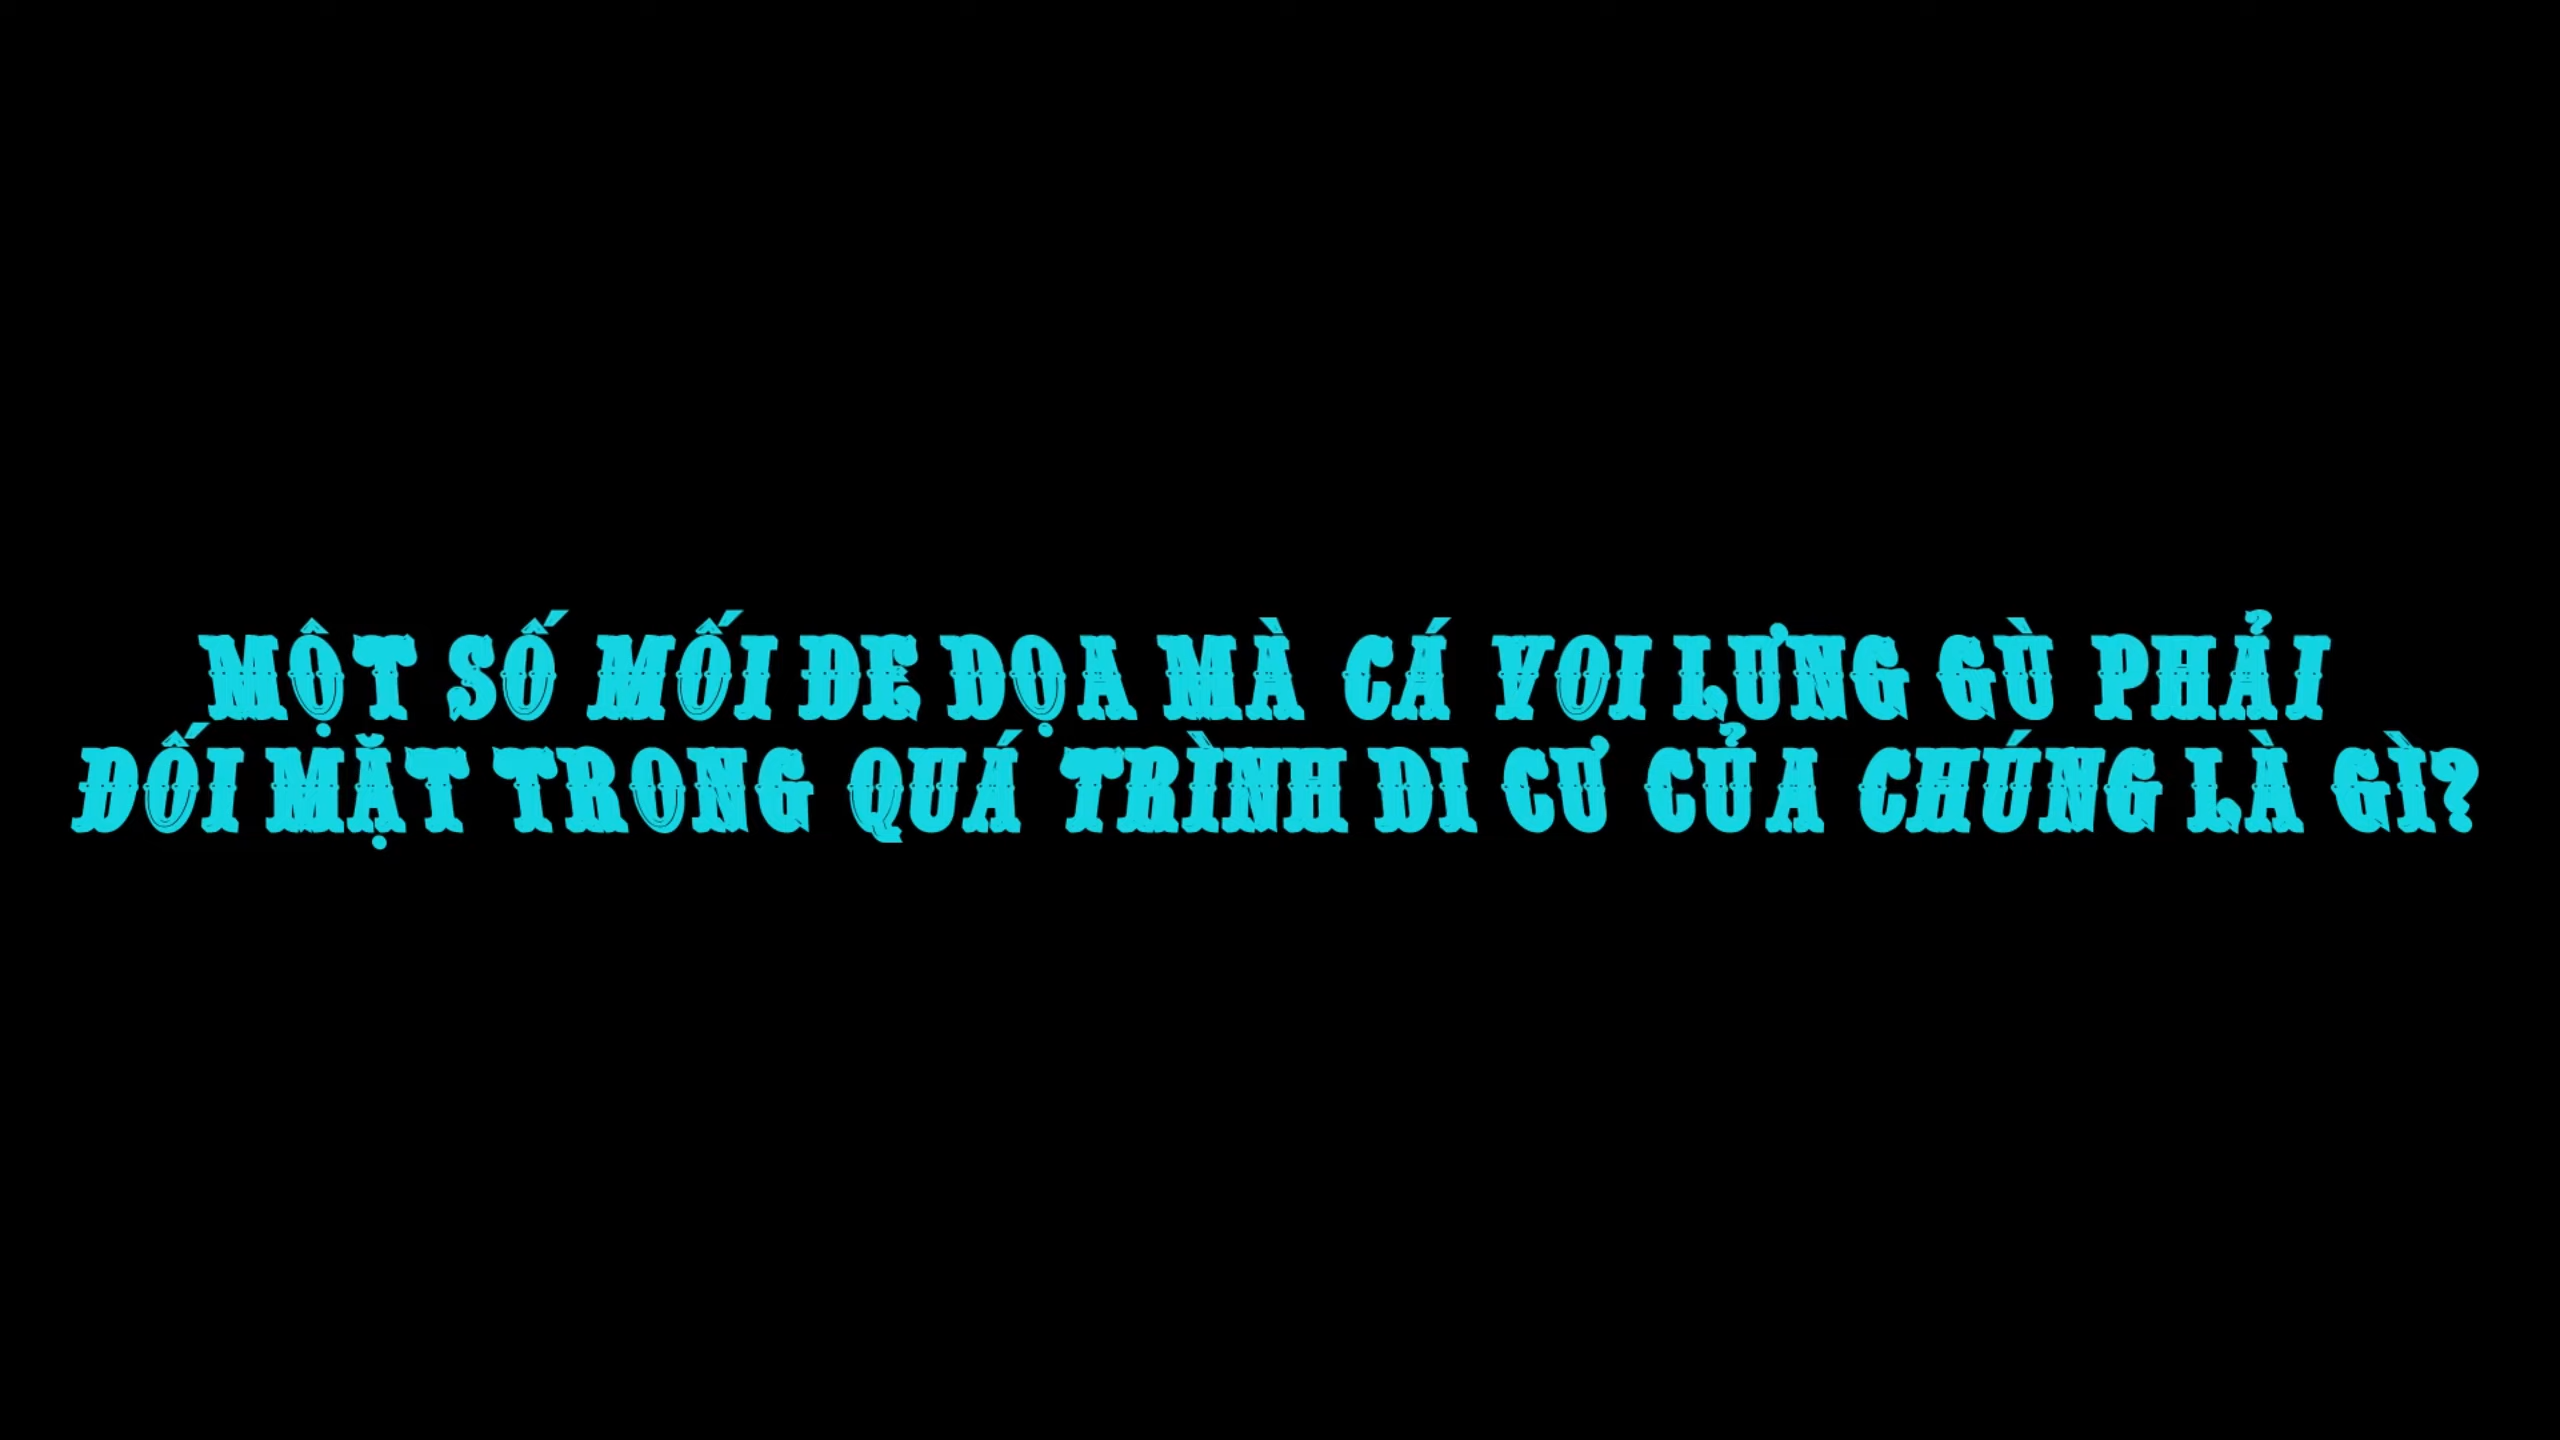 MỘT SỐ MỐI ĐE DỌA MÀ CÁ VOI LƯNG GÙ PHẢI
ĐỐI MẶT TRONG QUÁ TRÌNH DI CƯ CỦA CHÚNG LÀ GÌ?